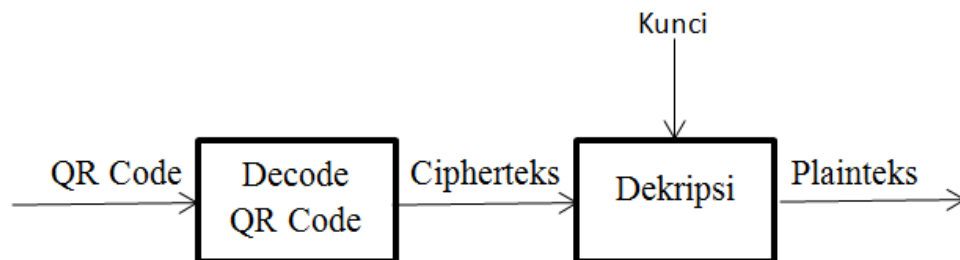 Kunci
QR Code
Decode
QR Code
Cipherteks
Dekripsi
Plainteks